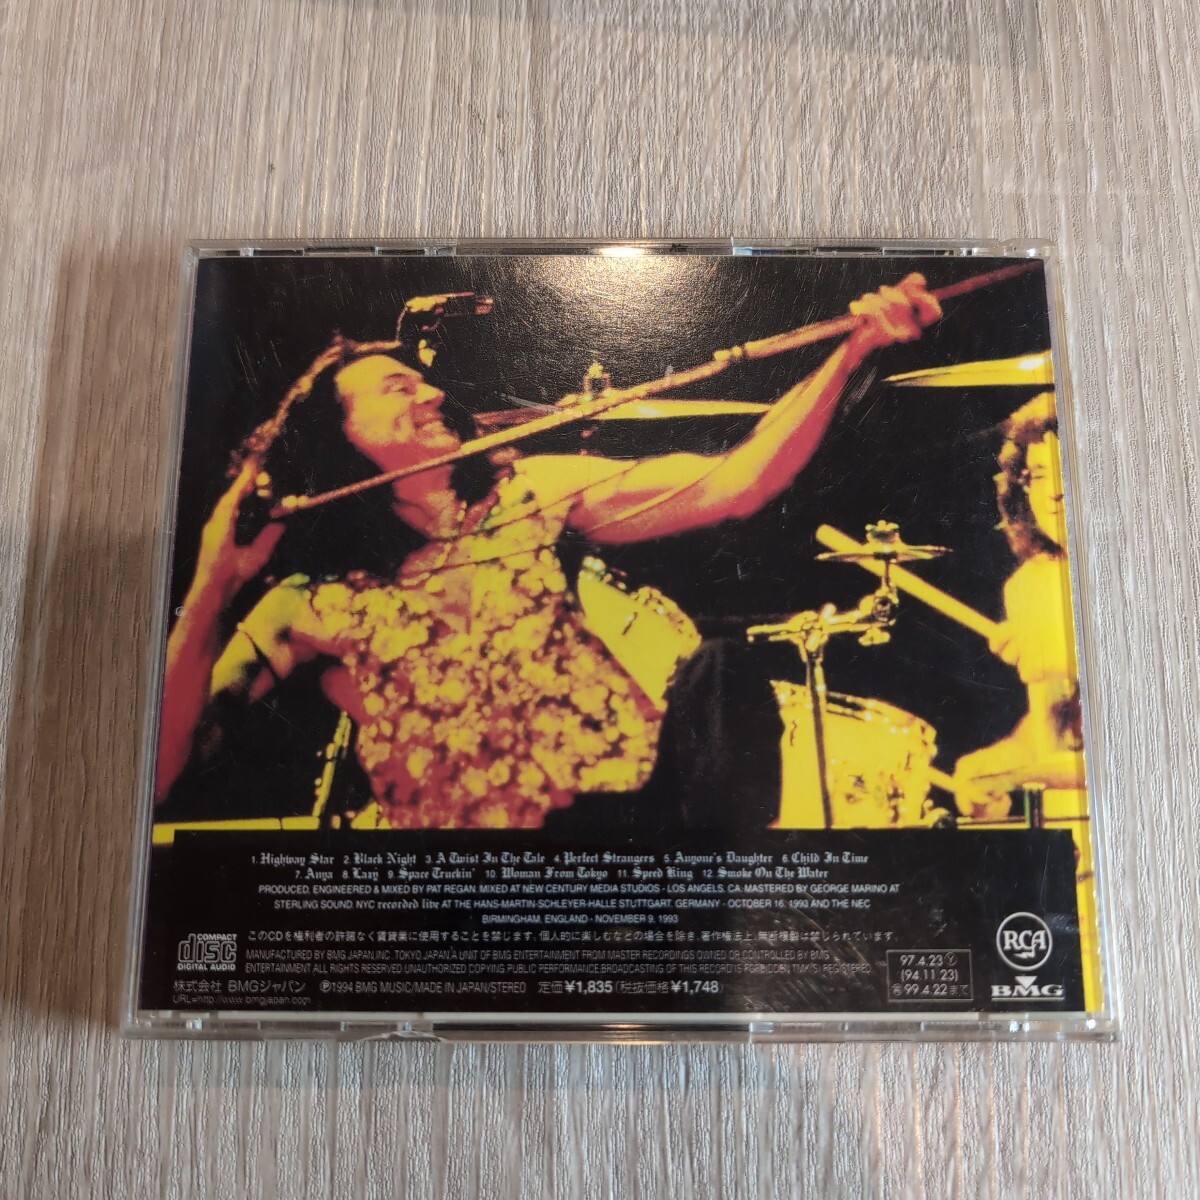 1. Highway Star 2. Black Night 3. A Twist In The Tale 4. Perfect Strangers 5. Anyone's Daughter 6. Child In Time
7. Anya 8. Lazy 9. Space Truckin' 10. Woman From Tokyo 11. Speed King 12. Smoke On The Water
PRODUCED, ENGINEERED & MIXED BY PAT REGAN. MIXED AT NEW CENTURY MEDIA STUDIOS - LOS ANGELS, CA. MASTERED BY GEORGE MARINO AT
STERLING SOUND, NYC recorded live AT THE HANS-MARTIN-SCHLEYER-HALLE STUTTGART, GERMANY - OCTOBER 16, 1993 AND THE NEC
BIRMINGHAM, ENGLAND - NOVEMBER 9, 1993
COMPACT
disc
DIGITAL AUDIO
このCDを権利者の許諾なく賃貸業に使用することを禁じます。個人的に楽しむなどの場合を除き、著作権法上、無断複製は禁じられています。
MANUFACTURED BY BMG JAPAN, INC. TOKYO, JAPAN. A UNIT OF BMG ENTERTAINMENT FROM MASTER RECORDINGS OWNED OR CONTROLLED BY BMG
ENTERTAINMENT ALL RIGHTS RESERVED UNAUTHORIZED COPYING PUBLIC PERFORMANCE, BROADCASTING OF THIS RECORD IS FORBIDDEN. TMK(S). REGISTERED.
株式会社 BMGジャパン Ⓟ1994 BMG MUSIC/MADE IN JAPAN/STEREO 定価¥1,835(税抜価格¥1,748)
URL=http://www.bmgjapan.com/
97.4.23Ⓨ
(94.11.23)
99.4.22まで
RCA
BMG